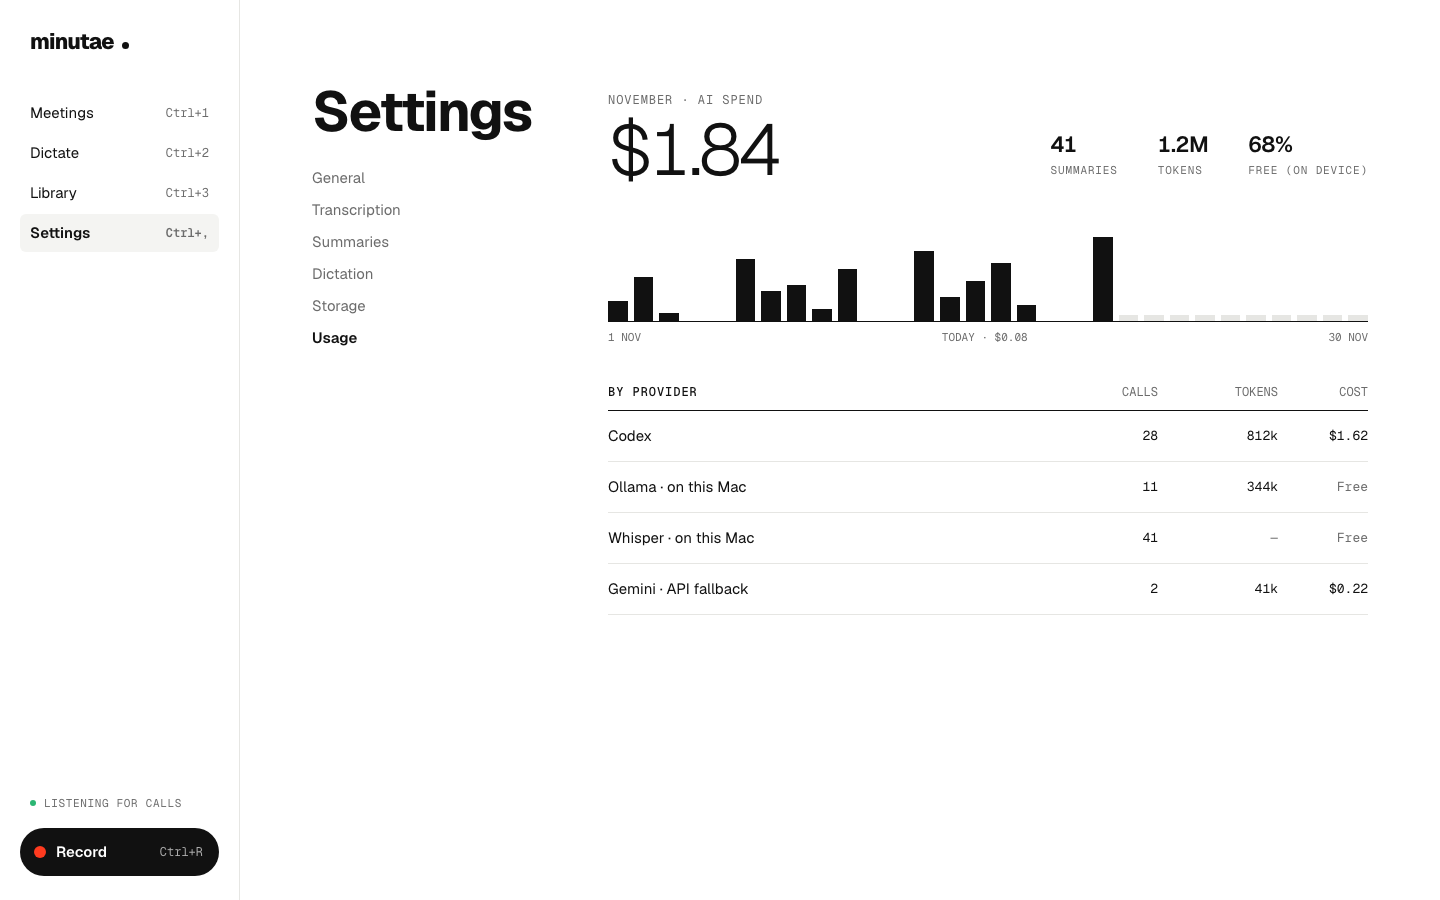 minutae
Meetings Ctrl+1
Dictate Ctrl+2
Library Ctrl+3
Settings Ctrl+,
LISTENING FOR CALLS
Record Ctrl+R
Settings
General
Transcription
Summaries
Dictation
Storage
Usage
NOVEMBER · AI SPEND
$1.84
41 1.2M 68%
SUMMARIES TOKENS FREE (ON DEVICE)
1 NOV TODAY · $0.08 30 NOV
BY PROVIDER CALLS TOKENS COST
Codex 28 812k $1.62
Ollama · on this Mac 11 344k Free
Whisper · on this Mac 41 — Free
Gemini · API fallback 2 41k $0.22